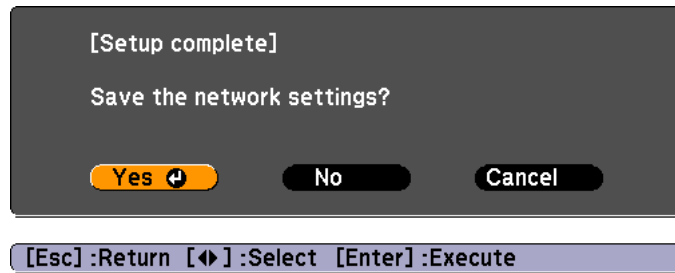 [Setup complete]
Save the network settings?
Yes No Cancel
[Esc] :Return [◆] :Select [Enter] :Execute